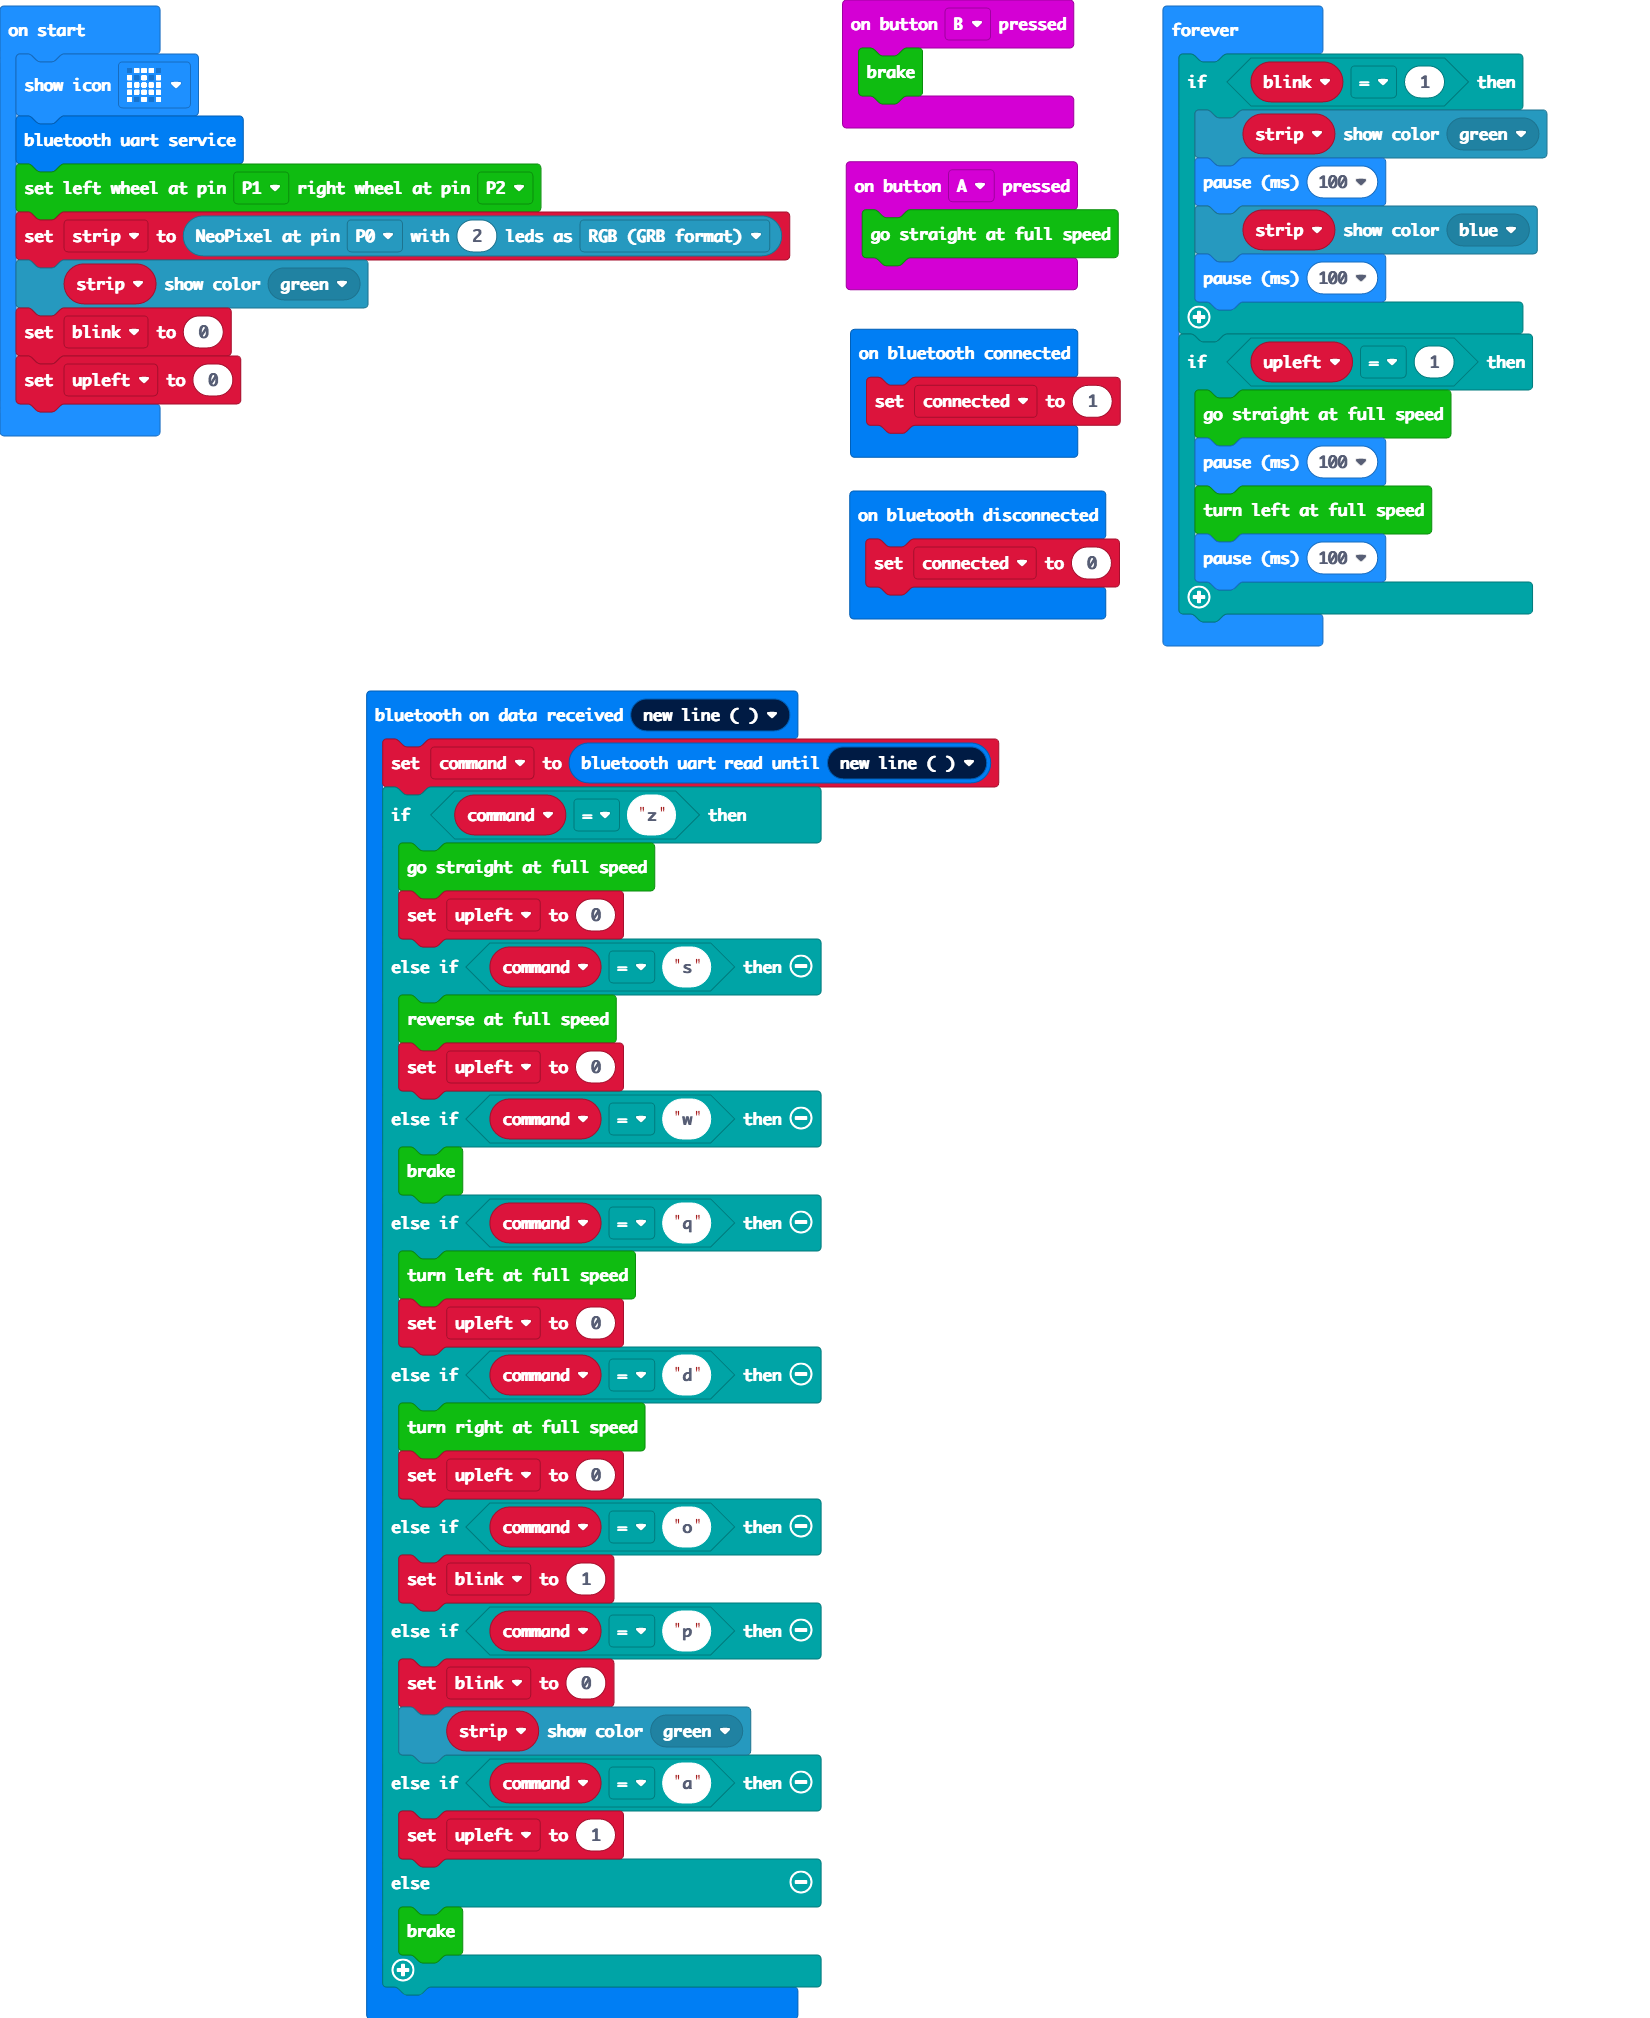 on start
show icon
bluetooth uart service
set left wheel at pin P1 right wheel at pin P2
set strip to NeoPixel at pin P0 with 2 leds as RGB (GRB format)
strip show color green
set blink to 0
set upleft to 0
on button B pressed
brake
on button A pressed
go straight at full speed
on bluetooth connected
set connected to 1
on bluetooth disconnected
set connected to 0
forever
if blink = 1 then
strip show color green
pause (ms) 100
strip show color blue
pause (ms) 100
if upleft = 1 then
go straight at full speed
pause (ms) 100
turn left at full speed
pause (ms) 100
bluetooth on data received new line ( )
set command to bluetooth uart read until new line ( )
if command = "z" then
go straight at full speed
set upleft to 0
else if command = "s" then
reverse at full speed
set upleft to 0
else if command = "w" then
brake
else if command = "q" then
turn left at full speed
set upleft to 0
else if command = "d" then
turn right at full speed
set upleft to 0
else if command = "o" then
set blink to 1
else if command = "p" then
set blink to 0
strip show color green
else if command = "a" then
set upleft to 1
else
brake